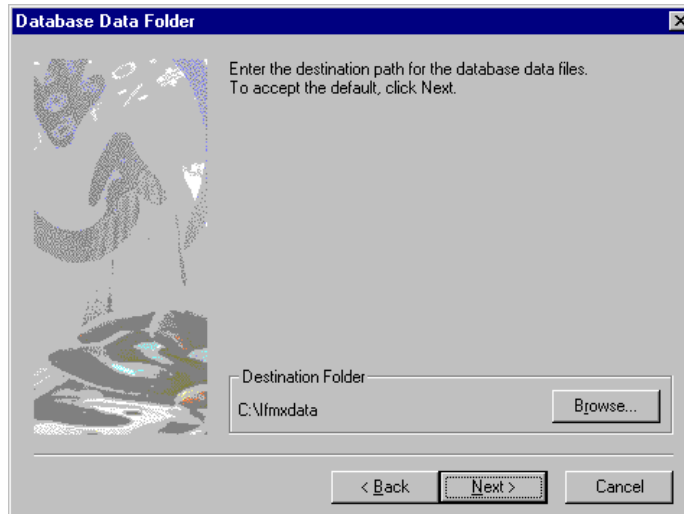 Database Data Folder
Enter the destination path for the database data files.
To accept the default, click Next.
Destination Folder
C:\Ifmxdata
Browse...
< Back
Next >
Cancel